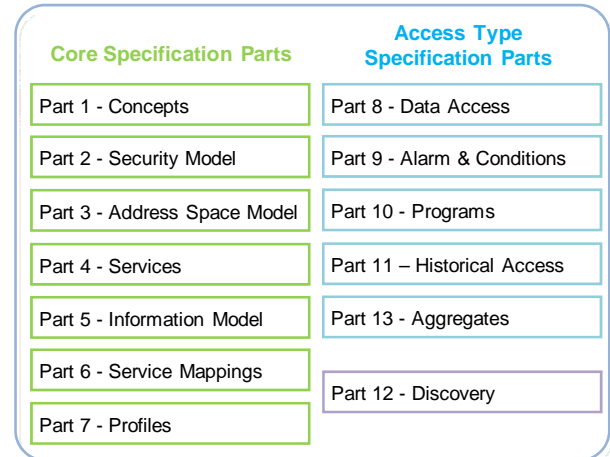 Core Specification Parts
Part 1 - Concepts
Part 2 - Security Model
Part 3 - Address Space Model
Part 4 - Services
Part 5 - Information Model
Part 6 - Service Mappings
Part 7 - Profiles
Access Type
Specification Parts
Part 8 - Data Access
Part 9 - Alarm & Conditions
Part 10 - Programs
Part 11 – Historical Access
Part 13 - Aggregates
Part 12 - Discovery